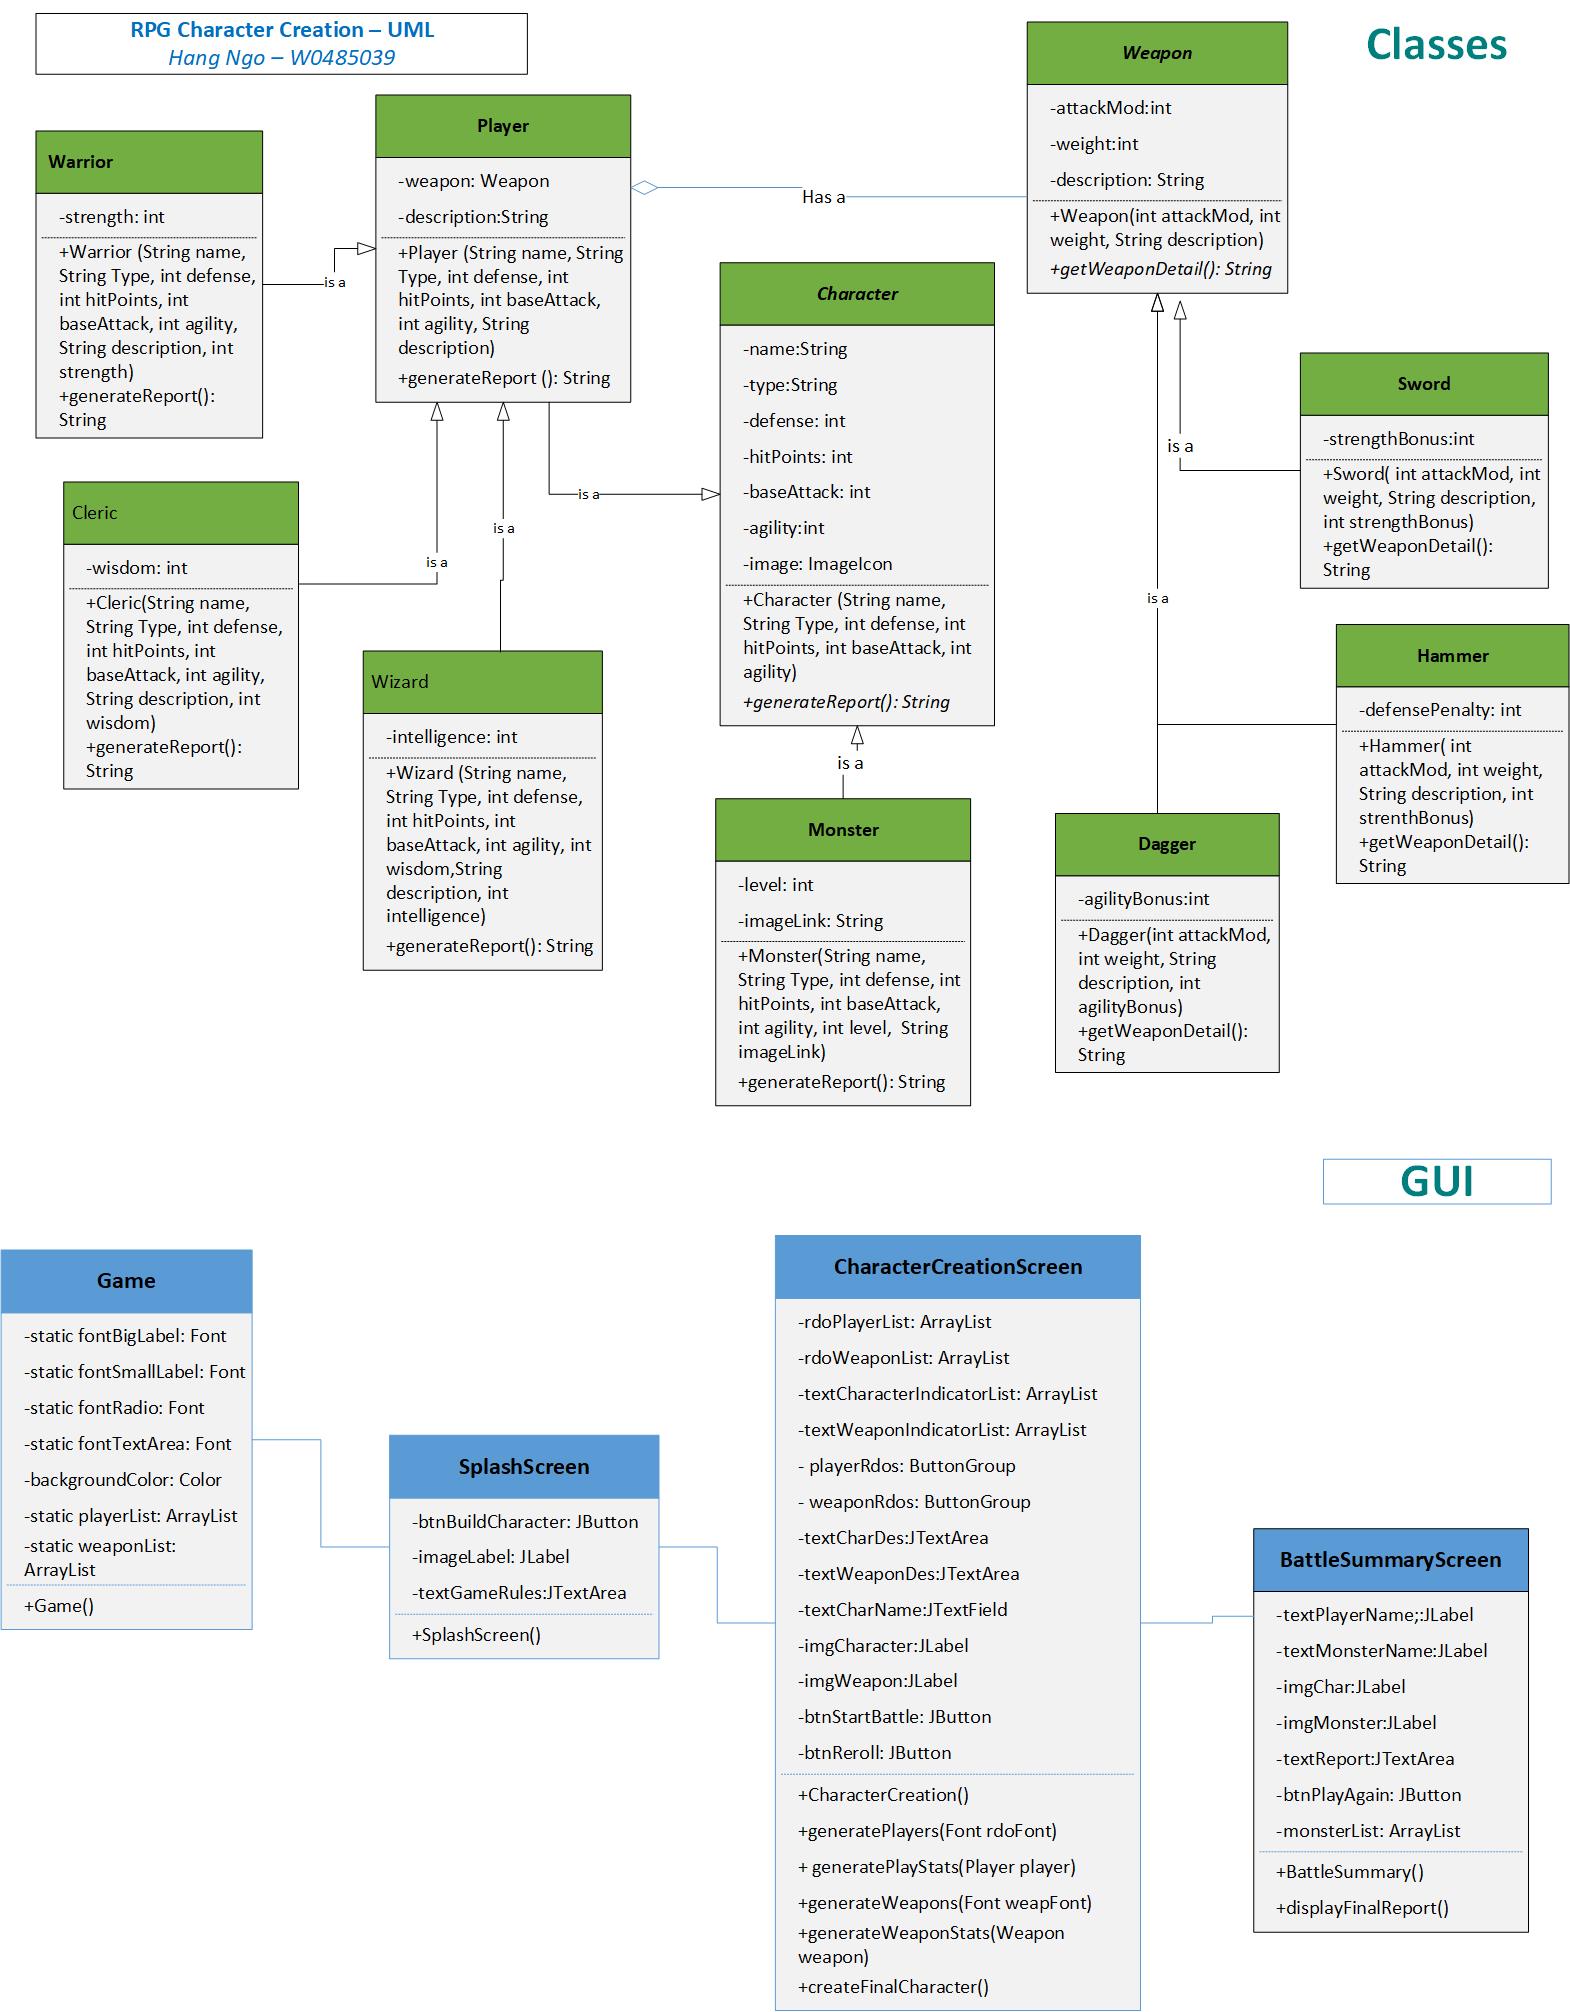 RPG Character Creation – UML
Hang Ngo – W0485039
Classes
Weapon
-attackMod:int
-weight:int
-description: String
+Weapon(int attackMod, int
weight, String description)
+getWeaponDetail(): String
Player
-weapon: Weapon
-description:String
+Player (String name, String
Type, int defense, int
hitPoints, int baseAttack,
int agility, String
description)
+generateReport (): String
Has a
Warrior
-strength: int
+Warrior (String name,
String Type, int defense,
int hitPoints, int
baseAttack, int agility,
String description, int
strength)
+generateReport():
String
is a
Character
-name:String
-type:String
-defense: int
-hitPoints: int
-baseAttack: int
-agility:int
-image: ImageIcon
+Character (String name,
String Type, int defense, int
hitPoints, int baseAttack, int
agility)
+generateReport(): String
is a
Sword
-strengthBonus:int
+Sword( int attackMod, int
weight, String description,
int strengthBonus)
+getWeaponDetail():
String
is a
Cleric
-wisdom: int
+Cleric(String name,
String Type, int defense,
int hitPoints, int
baseAttack, int agility,
String description, int
wisdom)
+generateReport():
String
is a
is a
Wizard
-intelligence: int
+Wizard (String name,
String Type, int defense,
int hitPoints, int
baseAttack, int agility, int
wisdom,String
description, int
intelligence)
+generateReport(): String
is a
Hammer
-defensePenalty: int
+Hammer( int
attackMod, int weight,
String description, int
strenthBonus)
+getWeaponDetail():
String
is a
Monster
-level: int
-imageLink: String
+Monster(String name,
String Type, int defense, int
hitPoints, int baseAttack,
int agility, int level,  String
imageLink)
+generateReport(): String
Dagger
-agilityBonus:int
+Dagger(int attackMod,
int weight, String
description, int
agilityBonus)
+getWeaponDetail():
String
GUI
Game
-static fontBigLabel: Font
-static fontSmallLabel: Font
-static fontRadio: Font
-static fontTextArea: Font
-backgroundColor: Color
-static playerList: ArrayList
-static weaponList:
ArrayList
+Game()
SplashScreen
-btnBuildCharacter: JButton
-imageLabel: JLabel
-textGameRules:JTextArea
+SplashScreen()
CharacterCreationScreen
-rdoPlayerList: ArrayList
-rdoWeaponList: ArrayList
-textCharacterIndicatorList: ArrayList
-textWeaponIndicatorList: ArrayList
- playerRdos: ButtonGroup
- weaponRdos: ButtonGroup
-textCharDes:JTextArea
-textWeaponDes:JTextArea
-textCharName:JTextField
-imgCharacter:JLabel
-imgWeapon:JLabel
-btnStartBattle: JButton
-btnReroll: JButton
+CharacterCreation()
+generatePlayers(Font rdoFont)
+ generatePlayStats(Player player)
+generateWeapons(Font weapFont)
+generateWeaponStats(Weapon
weapon)
+createFinalCharacter()
BattleSummaryScreen
-textPlayerName;:JLabel
-textMonsterName:JLabel
-imgChar:JLabel
-imgMonster:JLabel
-textReport:JTextArea
-btnPlayAgain: JButton
-monsterList: ArrayList
+BattleSummary()
+displayFinalReport()